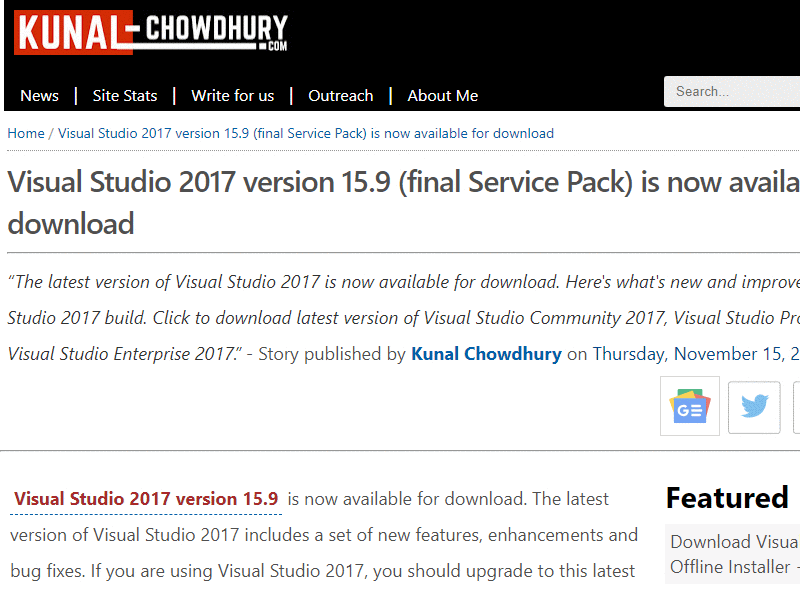 KUNAL-CHOWDHURY.COM
News | Site Stats | Write for us | Outreach | About Me
Search...
Home / Visual Studio 2017 version 15.9 (final Service Pack) is now available for download
Visual Studio 2017 version 15.9 (final Service Pack) is now availa
download
“The latest version of Visual Studio 2017 is now available for download. Here's what's new and improve
Studio 2017 build. Click to download latest version of Visual Studio Community 2017, Visual Studio Pro
Visual Studio Enterprise 2017.” - Story published by Kunal Chowdhury on Thursday, November 15, 2
GE
Visual Studio 2017 version 15.9 is now available for download. The latest
version of Visual Studio 2017 includes a set of new features, enhancements and
bug fixes. If you are using Visual Studio 2017, you should upgrade to this latest
Featured
Download Visua
Offline Installer -